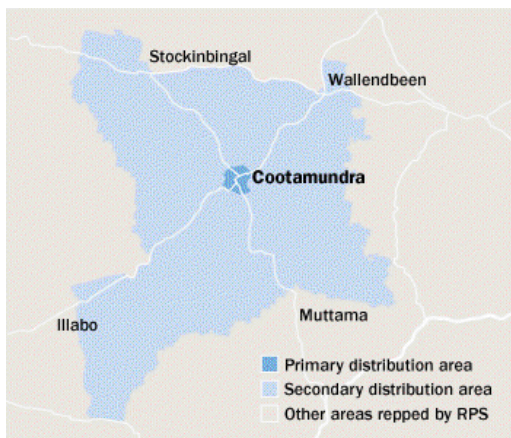 Stockinbingal
Wallendbeen
Cootamundra
Illabo
Muttama
Primary distribution area
Secondary distribution area
Other areas repped by RPS